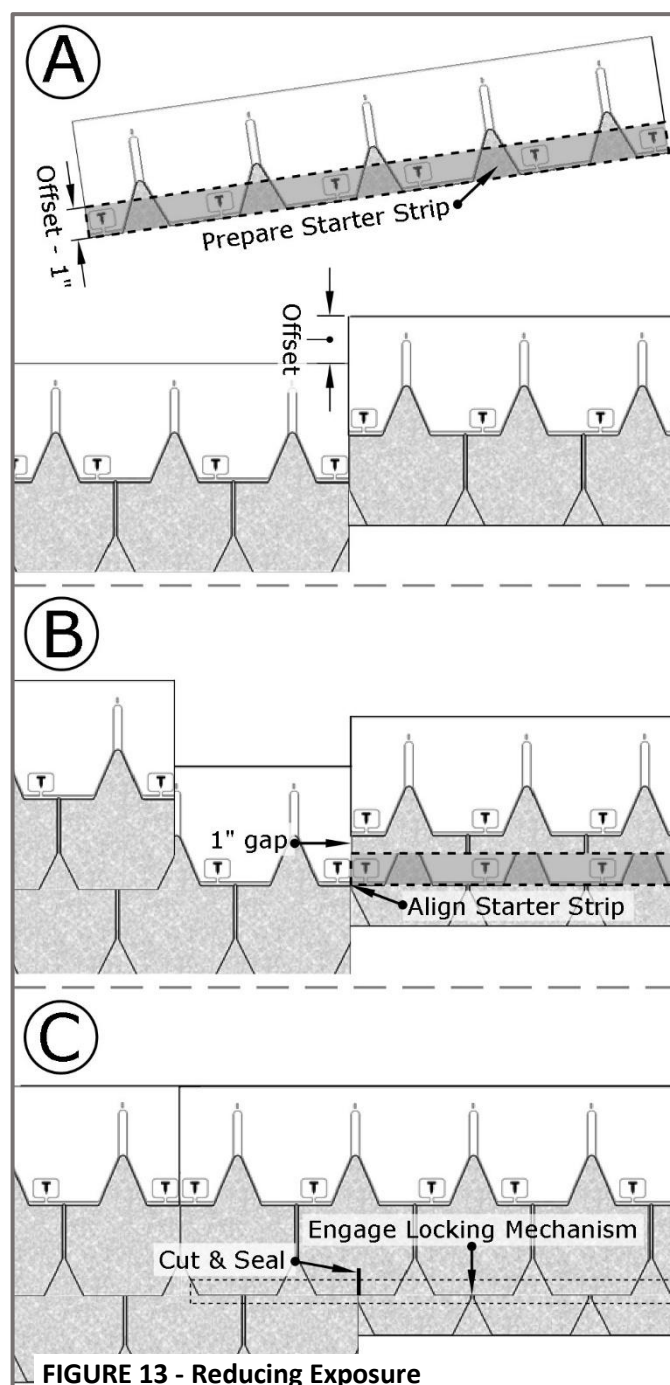 A
Offset - 1"
Prepare Starter Strip
Offset
T T T T T T
T T T T T
B
T T
1" gap
T T T
T T T T T
Align Starter Strip
C
T T T T T T T
Engage Locking Mechanism
Cut & Seal
FIGURE 13 - Reducing Exposure